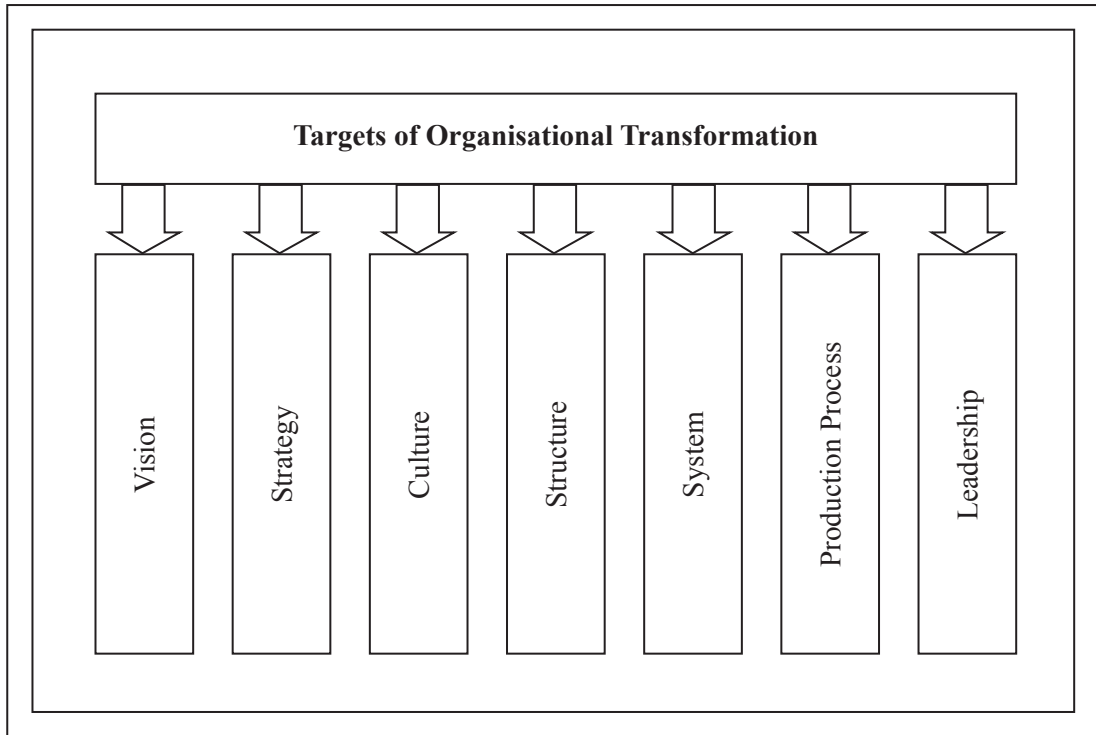 Targets of Organisational Transformation
Vision
Strategy
Culture
Structure
System
Production Process
Leadership